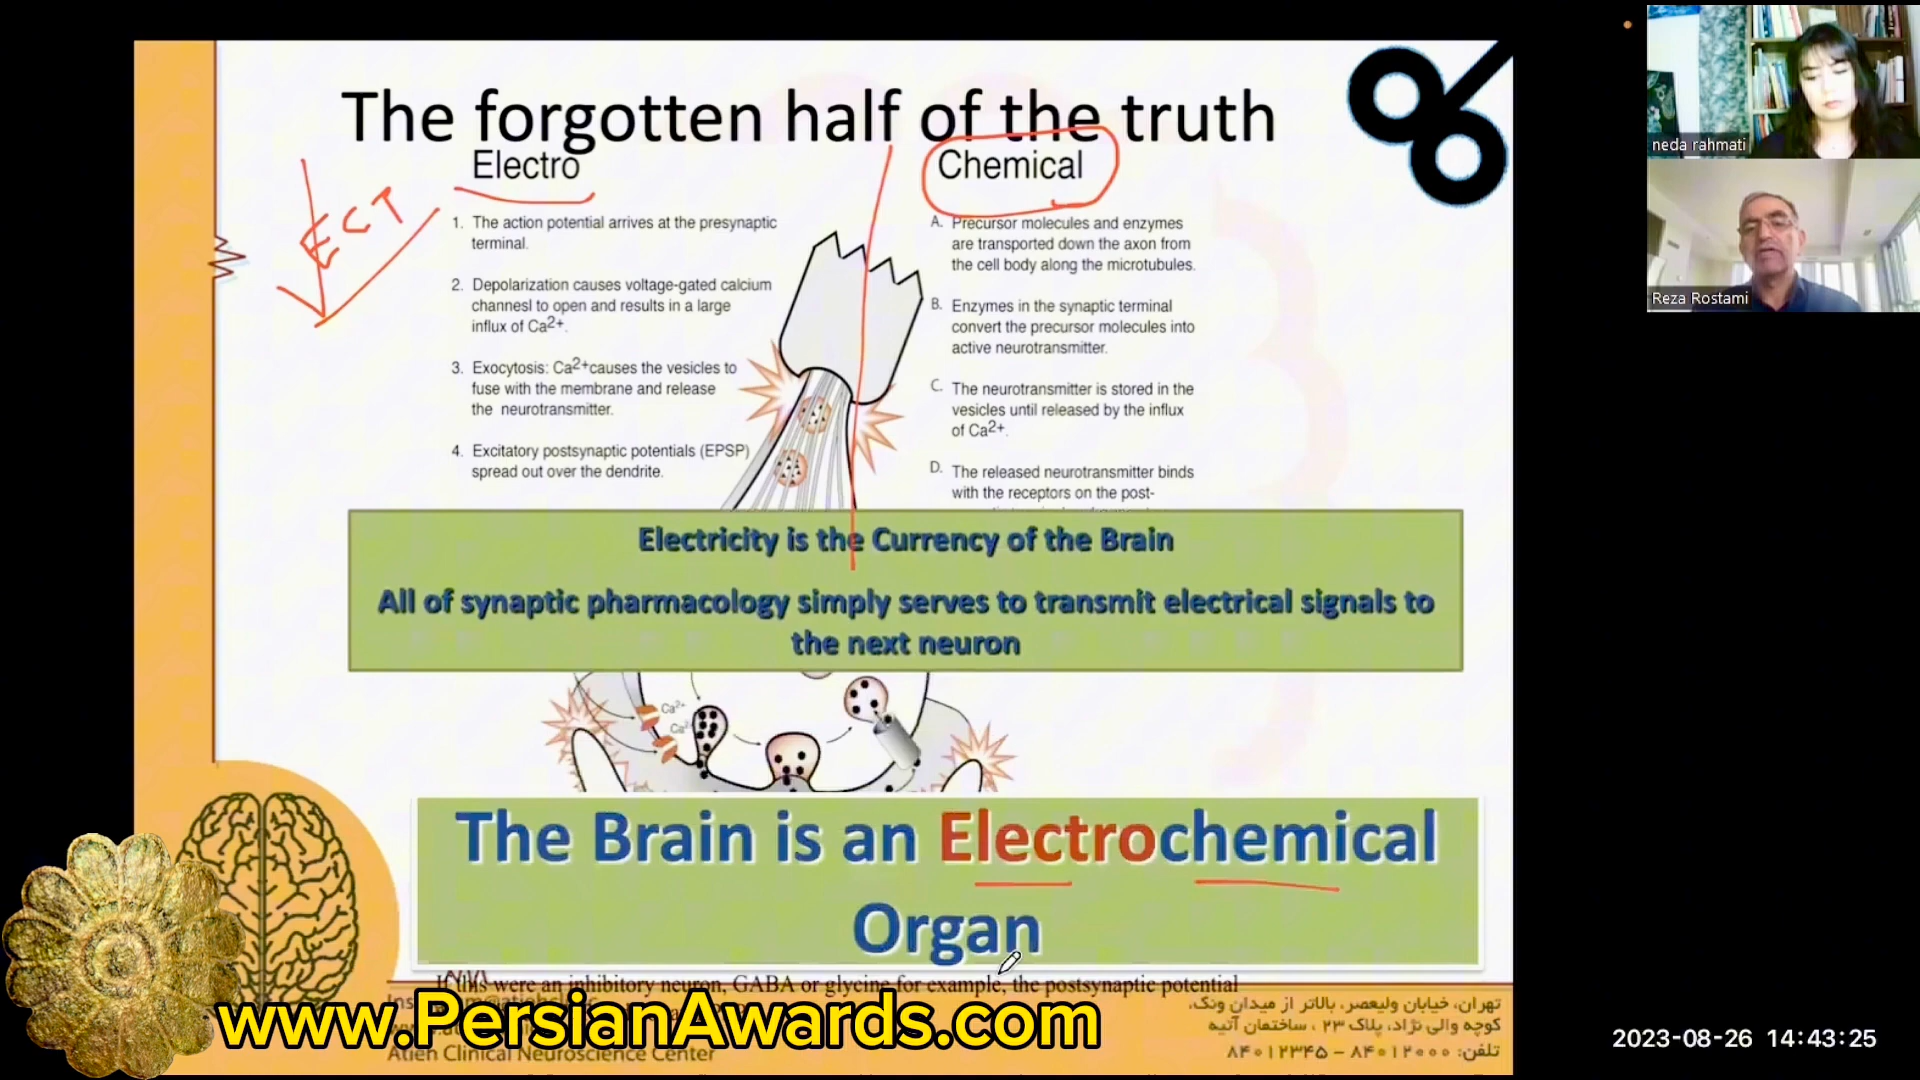 The forgotten half of the truth
Electro
ECT
1. The action potential arrives at the presynaptic
terminal.
2. Depolarization causes voltage-gated calcium
channesl to open and results in a large
influx of Ca2+.
3. Exocytosis: Ca2+causes the vesicles to
fuse with the membrane and release
the neurotransmitter.
4. Excitatory postsynaptic potentials (EPSP)
spread out over the dendrite.
Chemical
A. Precursor molecules and enzymes
are transported down the axon from
the cell body along the microtubules.
B. Enzymes in the synaptic terminal
convert the precursor molecules into
active neurotransmitter.
C. The neurotransmitter is stored in the
vesicles until released by the influx
of Ca2+.
D. The released neurotransmitter binds
with the receptors on the post-
Electricity is the Currency of the Brain
All of synaptic pharmacology simply serves to transmit electrical signals to
the next neuron
Ca2+
The Brain is an Electrochemical
Organ
If this were an inhibitory neuron, GABA or glycine for example, the postsynaptic potential
تهران، خیابان ولیعصر، بالاتر از میدان ونک،
کوچه والی نژاد، پلاک ۲۳ ، ساختمان آتیه
تلفن: ۸۴۰۱۲۰۰۰ – ۸۴۰۱۲۳۴۵
Atieh Clinical Neuroscience Center
www.PersianAwards.com
neda rahmati
Reza Rostami
2023-08-26 14:43:25